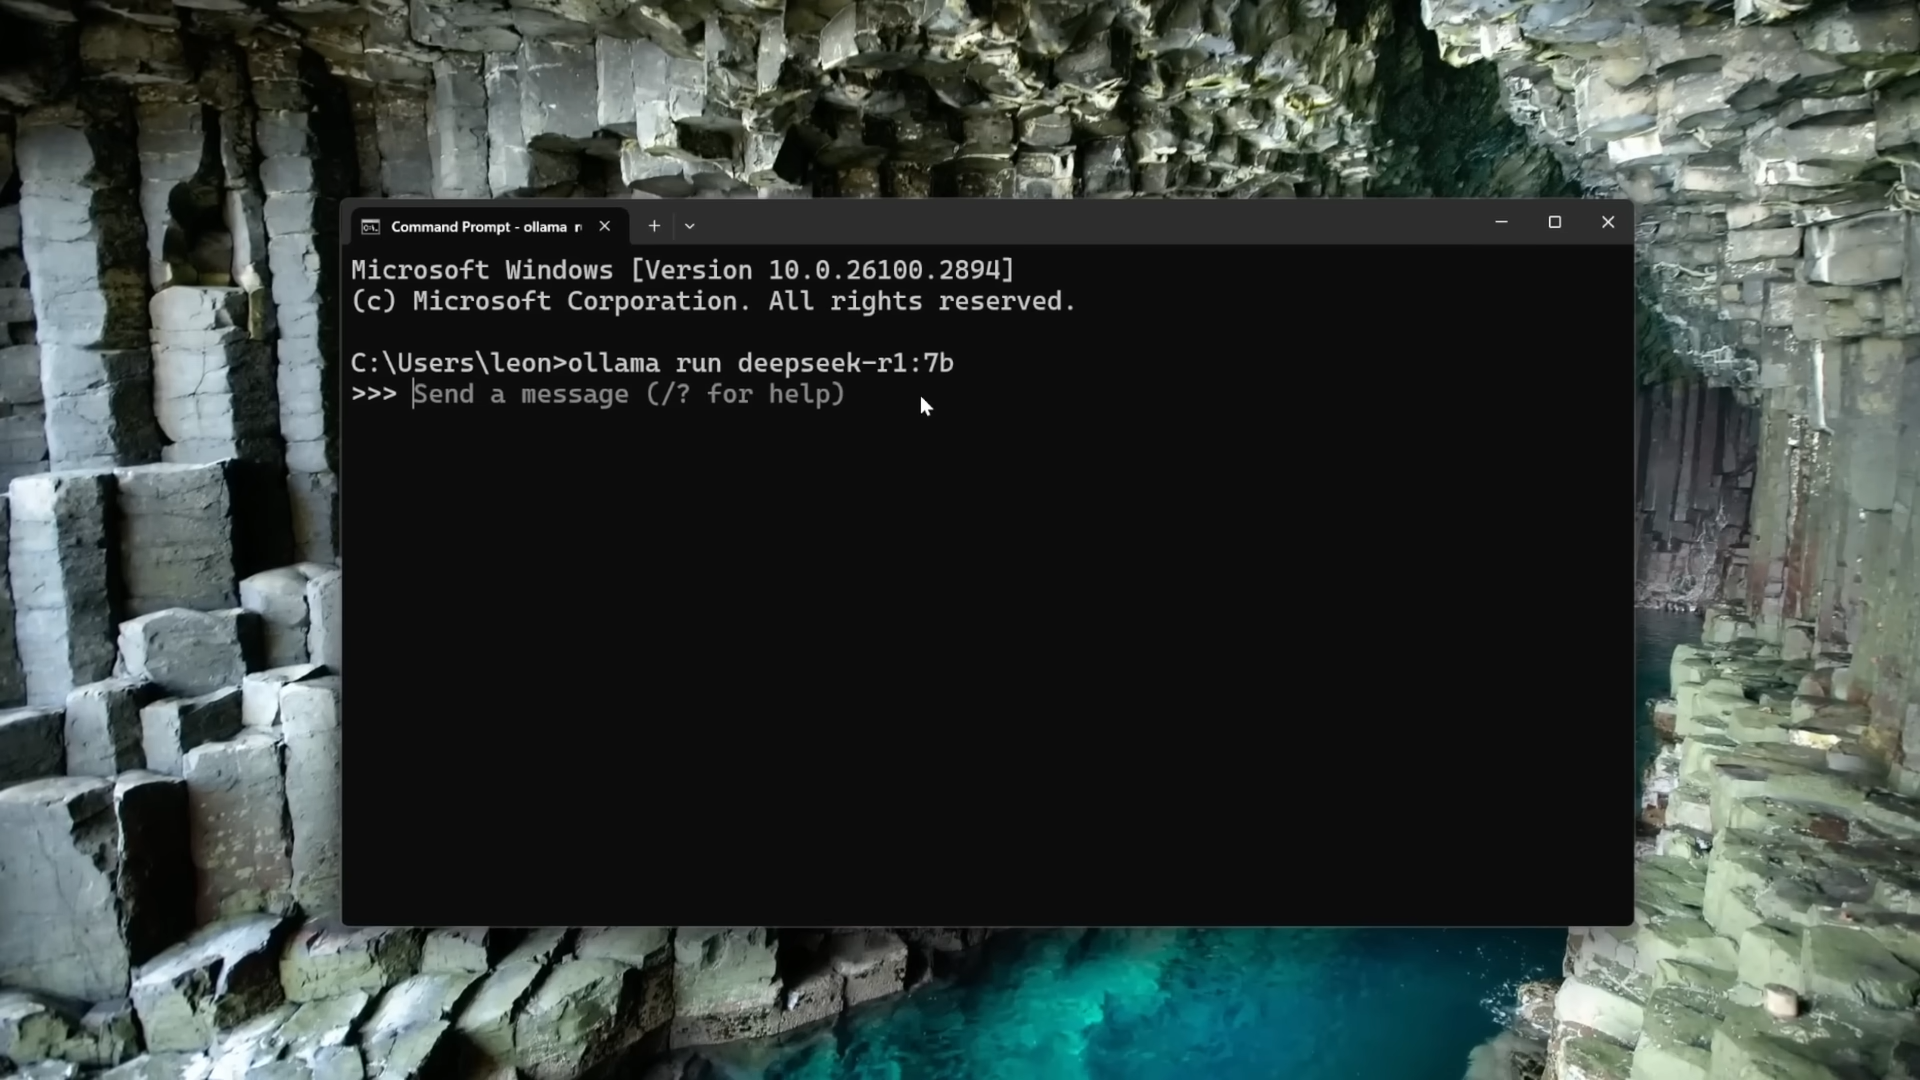 Command Prompt - ollama r
Microsoft Windows [Version 10.0.26100.2894]
(c) Microsoft Corporation. All rights reserved.
C:\Users\leon>ollama run deepseek-r1:7b
>>> Send a message (/? for help)